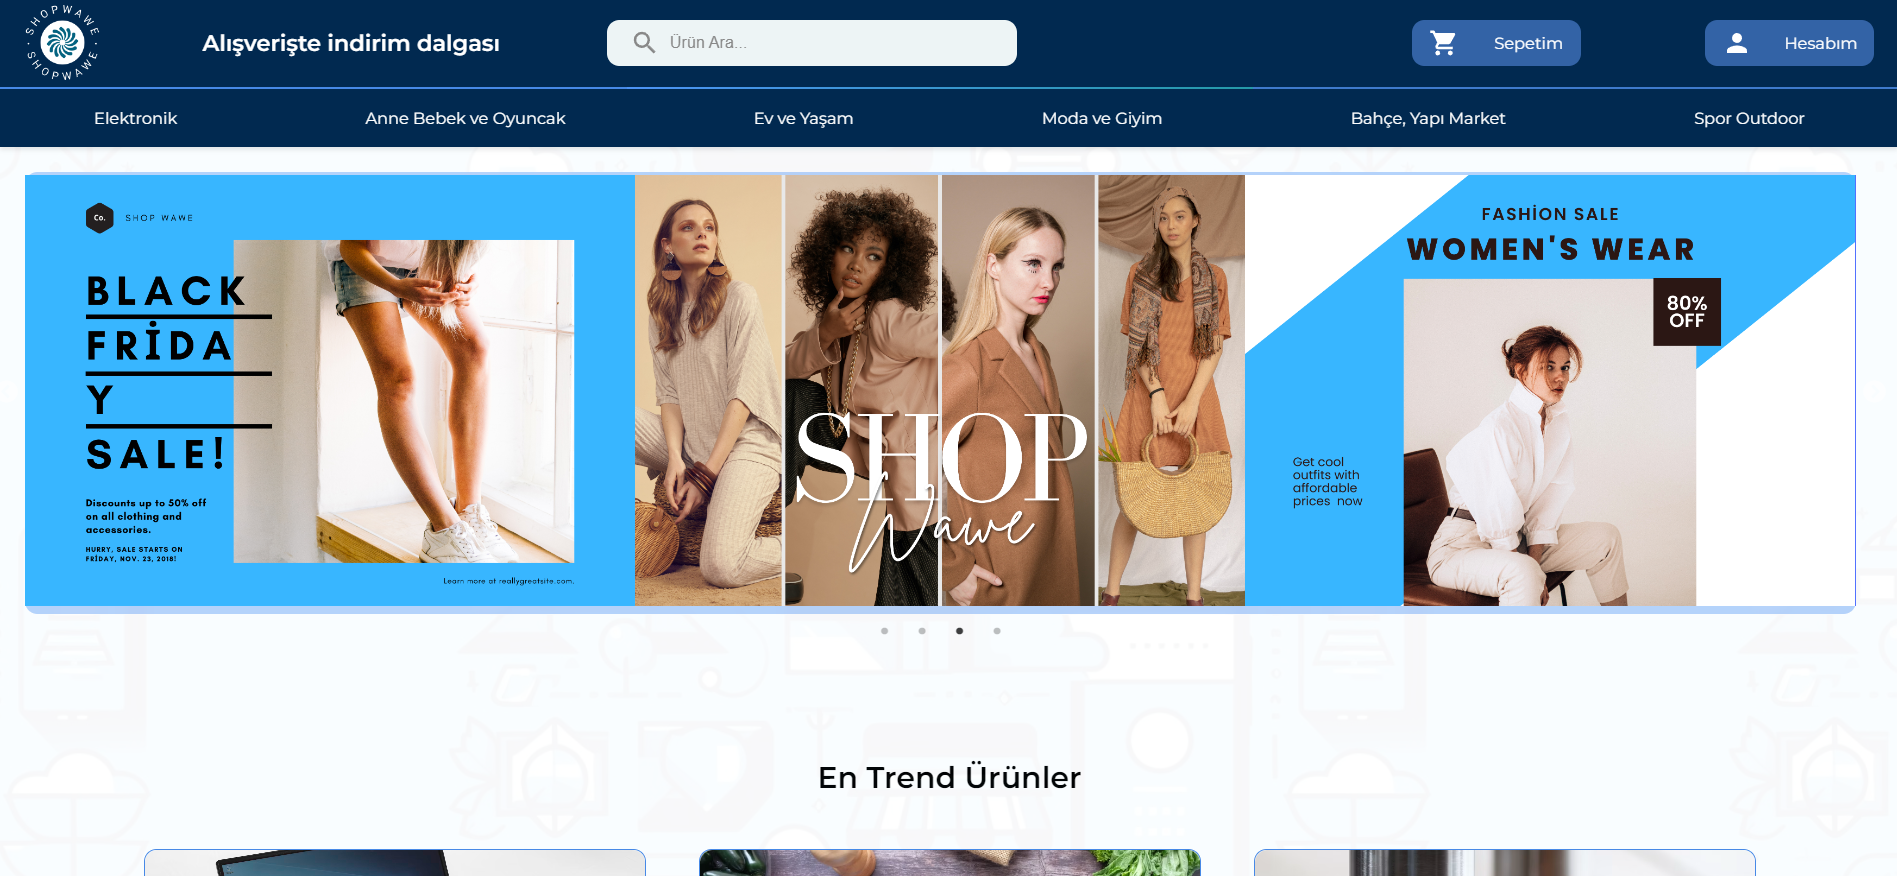 SHOPWAWE · SHOPWAWE ·
Alışverişte indirim dalgası
Ürün Ara...
Sepetim
Hesabım
Elektronik
Anne Bebek ve Oyuncak
Ev ve Yaşam
Moda ve Giyim
Bahçe, Yapı Market
Spor Outdoor
Co.
SHOP WAWE
BLACK
FRİDA
Y
SALE!
Discounts up to 50% off
on all clothing and
accessories.
HURRY, SALE STARTS ON
FRİDAY, NOV. 23, 2018!
Learn more at reallygreatsite.com.
SHOP
Wawe
FASHİON SALE
WOMEN'S WEAR
80%
OFF
Get cool
outfits with
affordable
prices now
En Trend Ürünler